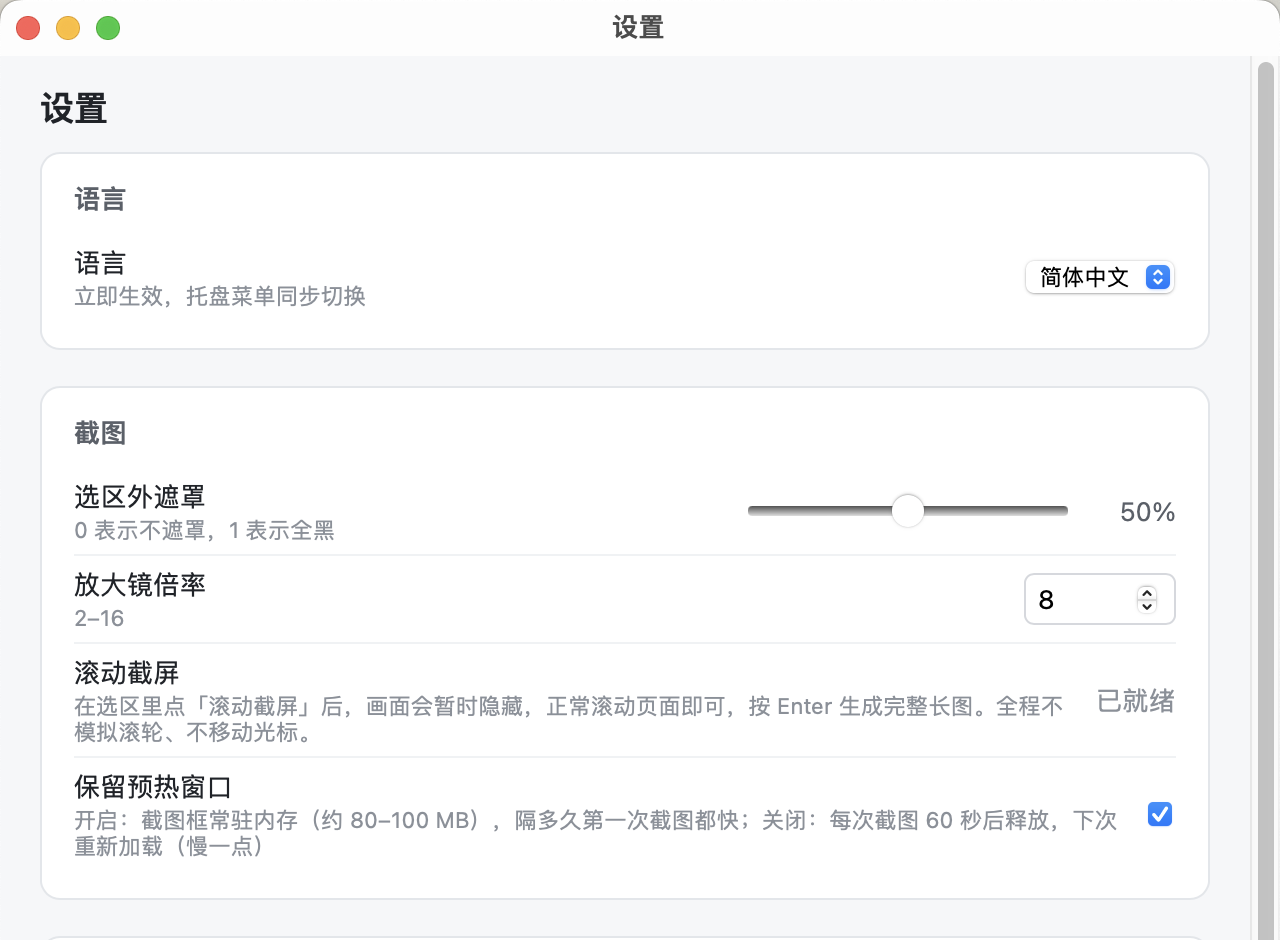 设置
设置
语言
语言
立即生效，托盘菜单同步切换
简体中文
截图
选区外遮罩
0 表示不遮罩，1 表示全黑
50%
放大镜倍率
2–16
8
滚动截屏
在选区里点「滚动截屏」后，画面会暂时隐藏，正常滚动页面即可，按 Enter 生成完整长图。全程不
模拟滚轮、不移动光标。
已就绪
保留预热窗口
开启：截图框常驻内存（约 80–100 MB），隔多久第一次截图都快；关闭：每次截图 60 秒后释放，下次
重新加载（慢一点）